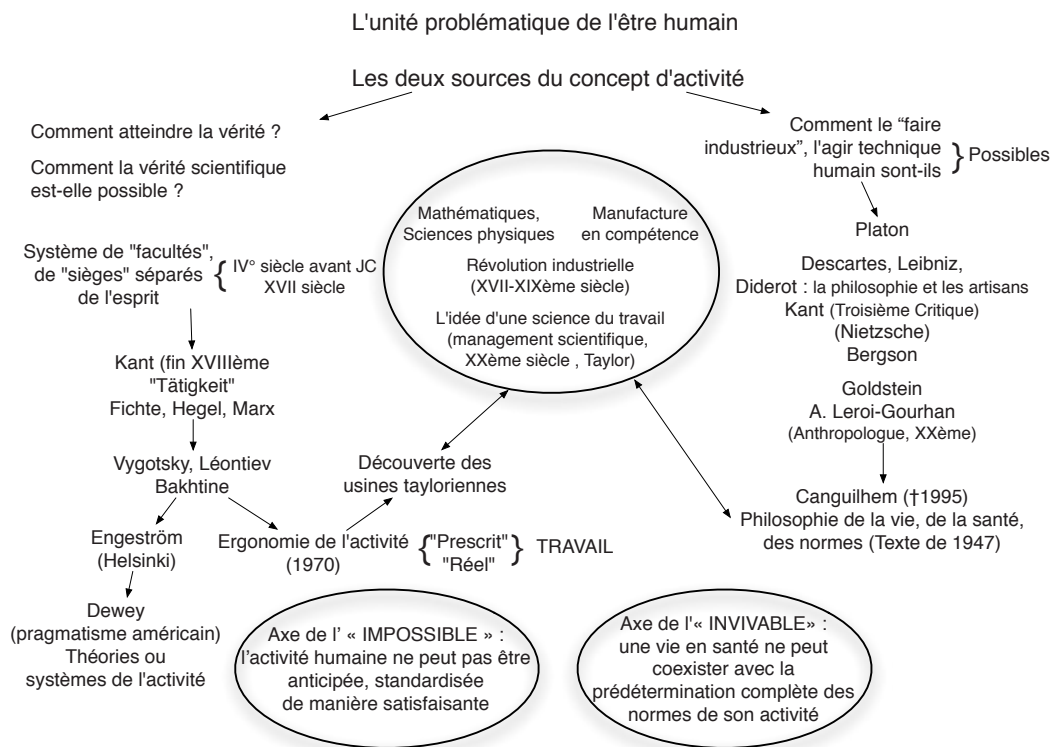 L'unité problématique de l'être humain
Les deux sources du concept d'activité
Comment atteindre la vérité ?
Comment la vérité scientifique
est-elle possible ?
Système de "facultés",
de "sièges" séparés
de l'esprit
{ IV° siècle avant JC
XVII siècle
Kant (fin XVIIIème
"Tätigkeit"
Fichte, Hegel, Marx
Vygotsky, Léontiev
Bakhtine
Engeström
(Helsinki)
Dewey
(pragmatisme américain)
Théories ou
systèmes de l'activité
Ergonomie de l'activité
(1970)
{ "Prescrit" }
"Réel"
TRAVAIL
Découverte des
usines tayloriennes
Mathématiques,
Sciences physiques
Manufacture
en compétence
Révolution industrielle
(XVII-XIXème siècle)
L'idée d'une science du travail
(management scientifique,
XXème siècle , Taylor)
Comment le “faire
industrieux”, l'agir technique
humain sont-ils
} Possibles
Platon
Descartes, Leibniz,
Diderot : la philosophie et les artisans
Kant (Troisième Critique)
(Nietzsche)
Bergson
Goldstein
A. Leroi-Gourhan
(Anthropologue, XXème)
Canguilhem (†1995)
Philosophie de la vie, de la santé,
des normes (Texte de 1947)
Axe de l’ « IMPOSSIBLE » :
l’activité humaine ne peut pas être
anticipée, standardisée
de manière satisfaisante
Axe de l'« INVIVABLE» :
une vie en santé ne peut
coexister avec la
prédétermination complète des
normes de son activité